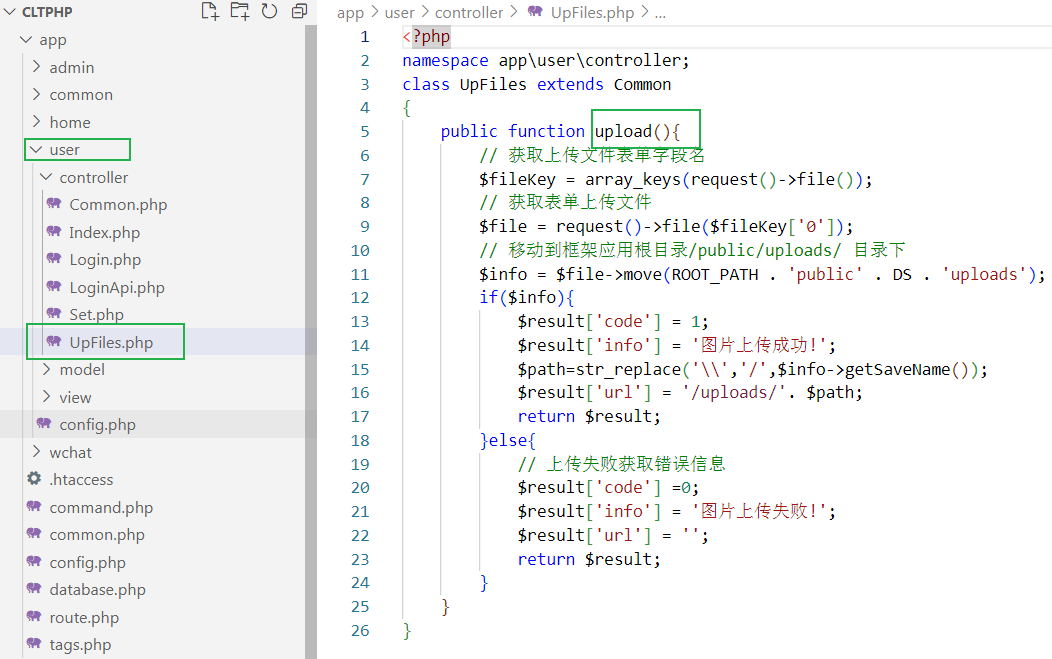 CLTPHP
app
admin
common
home
user
controller
Common.php
Index.php
Login.php
LoginApi.php
Set.php
UpFiles.php
model
view
config.php
wchat
.htaccess
command.php
common.php
config.php
database.php
route.php
tags.php
app > user > controller > UpFiles.php > ...
1 <?php
2 namespace app\user\controller;
3 class UpFiles extends Common
4 {
5 public function upload(){
6 // 获取上传文件表单字段名
7 $fileKey = array_keys(request()->file());
8 // 获取表单上传文件
9 $file = request()->file($fileKey['0']);
10 // 移动到框架应用根目录/public/uploads/ 目录下
11 $info = $file->move(ROOT_PATH . 'public' . DS . 'uploads');
12 if($info){
13 $result['code'] = 1;
14 $result['info'] = '图片上传成功!';
15 $path=str_replace('\\','/',$info->getSaveName());
16 $result['url'] = '/uploads/'. $path;
17 return $result;
18 }else{
19 // 上传失败获取错误信息
20 $result['code'] =0;
21 $result['info'] = '图片上传失败!';
22 $result['url'] = '';
23 return $result;
24 }
25 }
26 }